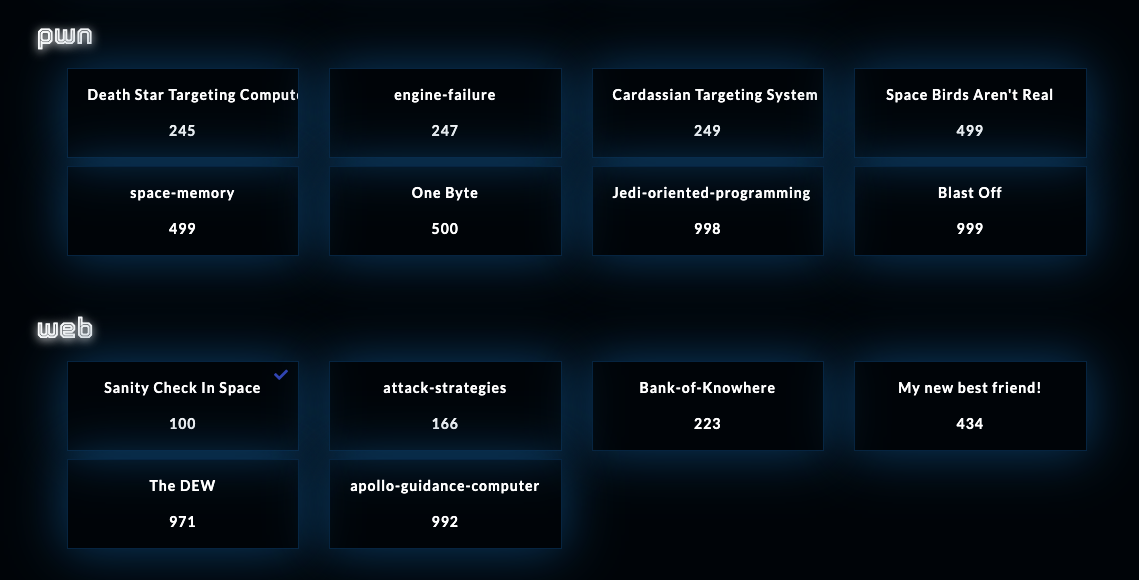 pwn
Death Star Targeting Comput
245
engine-failure
247
Cardassian Targeting System
249
Space Birds Aren't Real
499
space-memory
499
One Byte
500
Jedi-oriented-programming
998
Blast Off
999
web
Sanity Check In Space
100
attack-strategies
166
Bank-of-Knowhere
223
My new best friend!
434
The DEW
971
apollo-guidance-computer
992